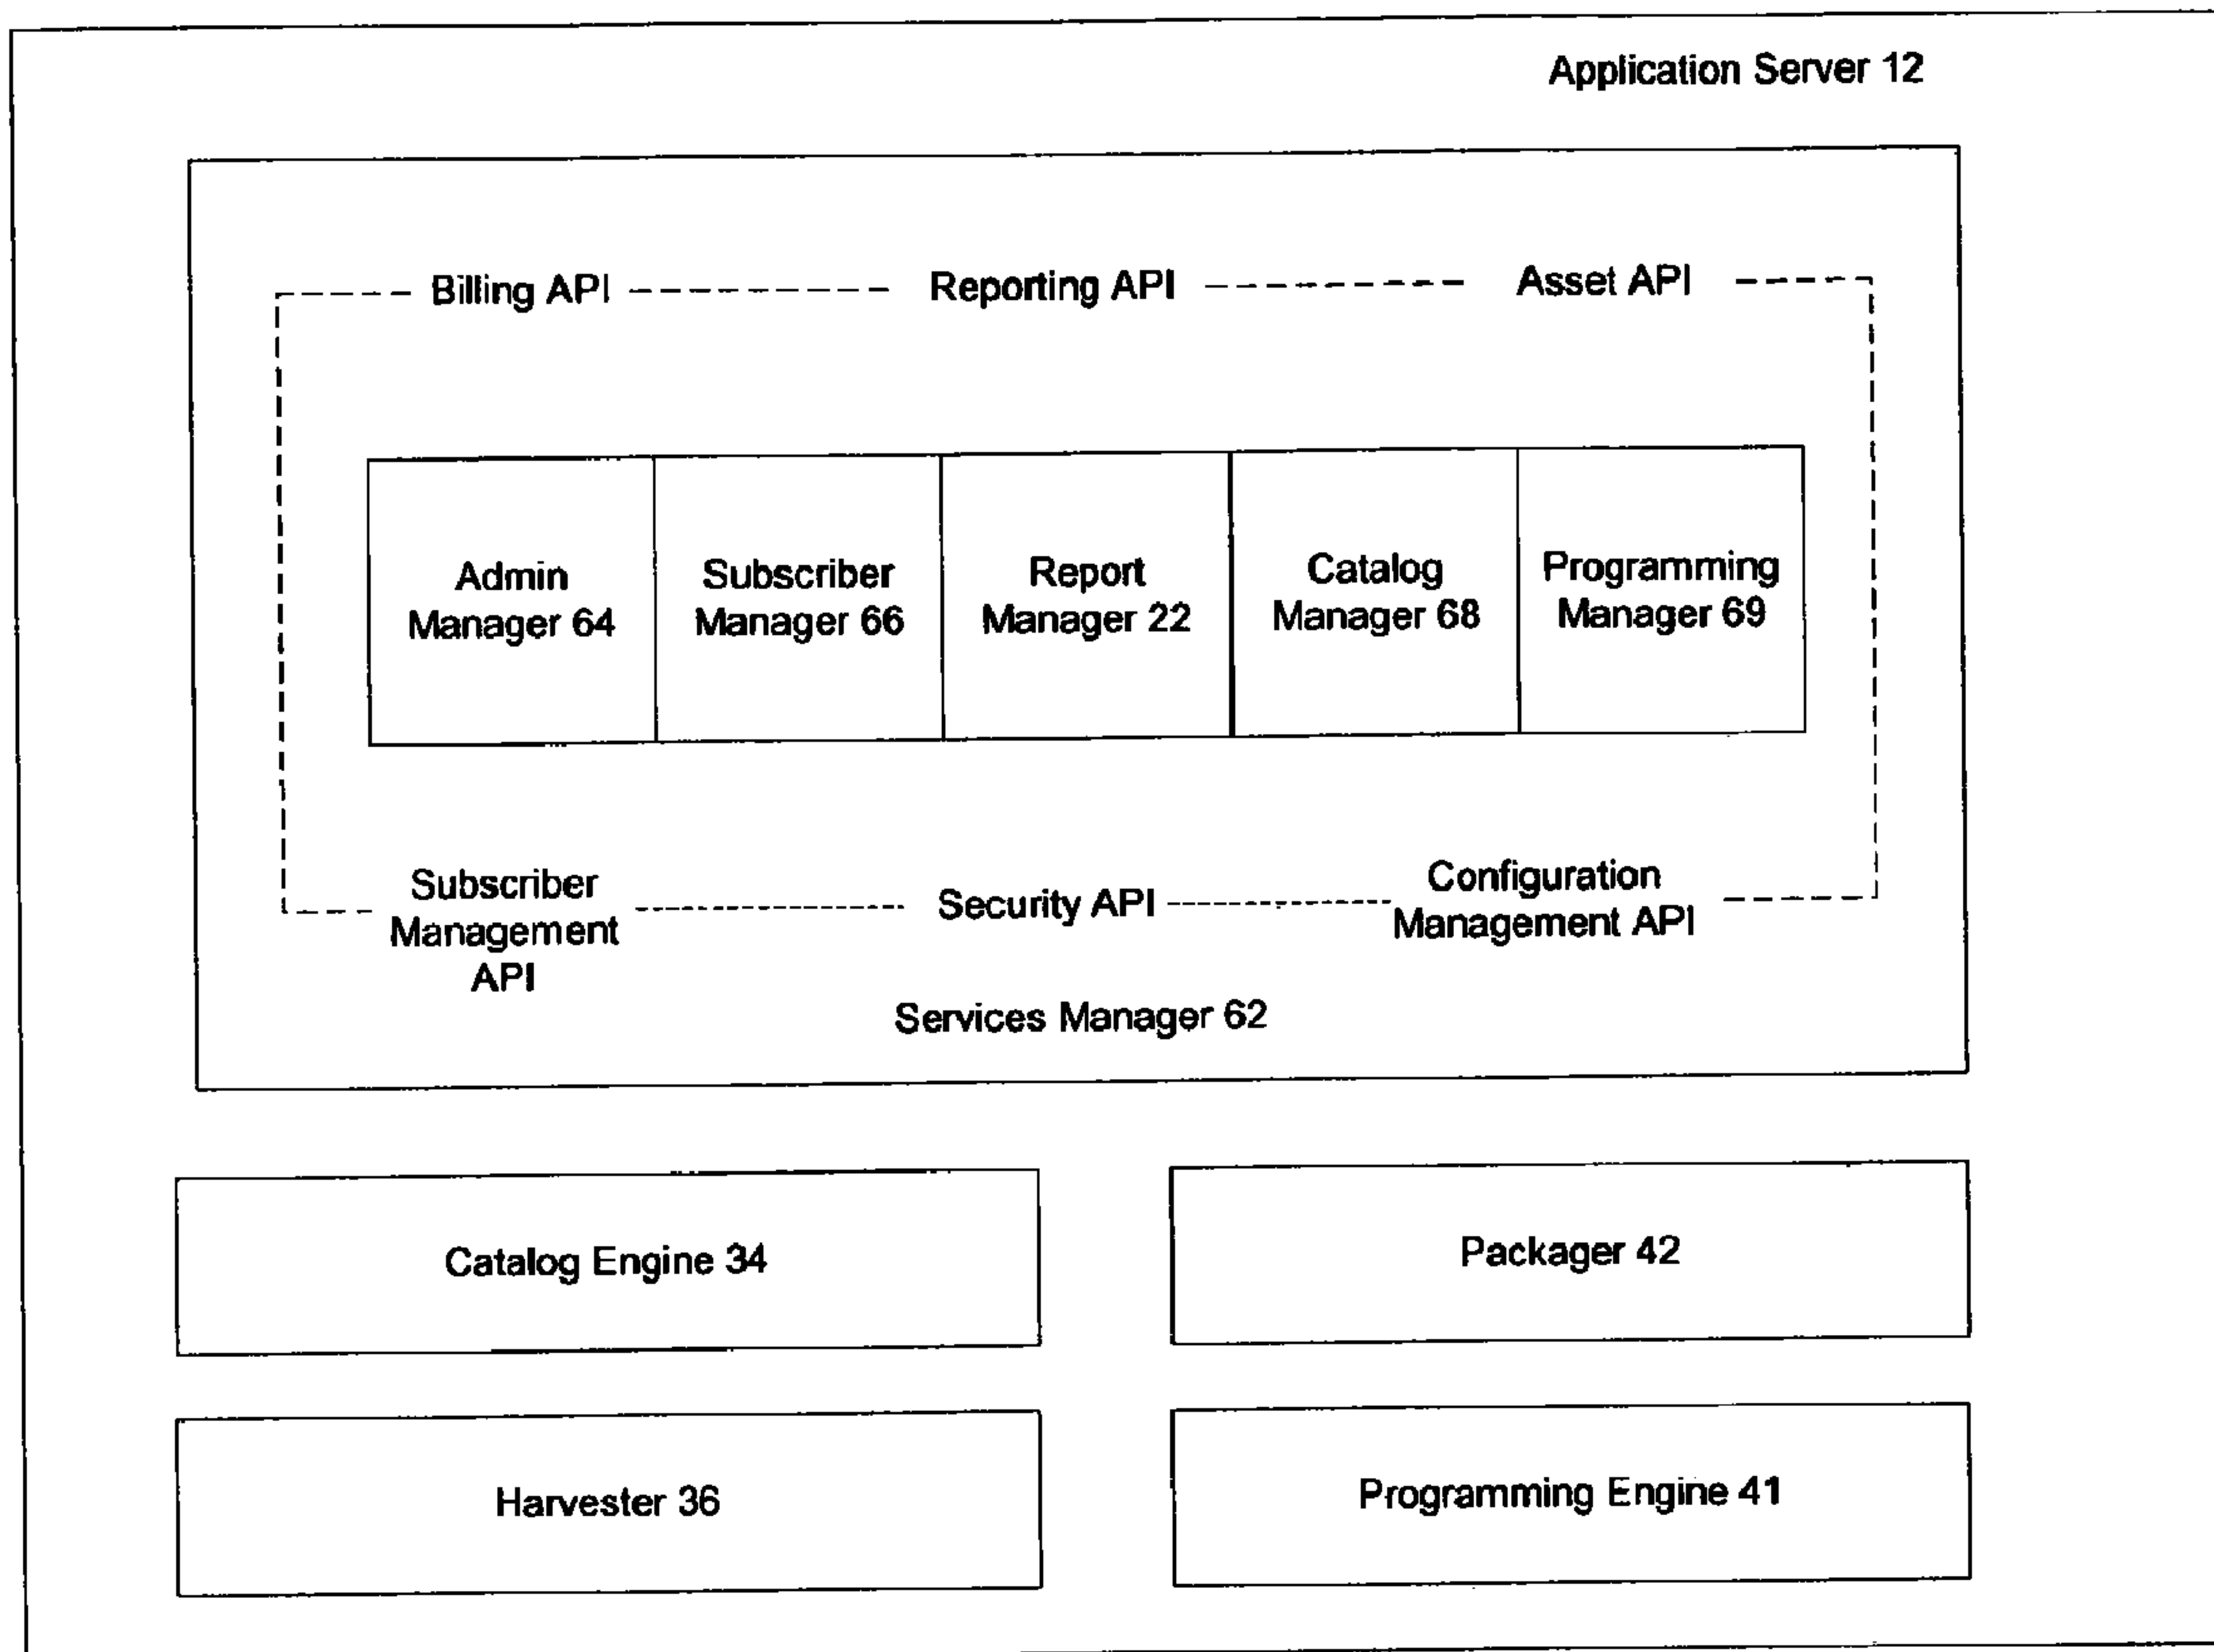 Application Server 12
Billing API
Reporting API
Asset API
Admin
Manager 64
Subscriber
Manager 66
Report
Manager 22
Catalog
Manager 68
Programming
Manager 69
Subscriber
Management
API
Security API
Configuration
Management API
Services Manager 62
Catalog Engine 34
Packager 42
Harvester 36
Programming Engine 41